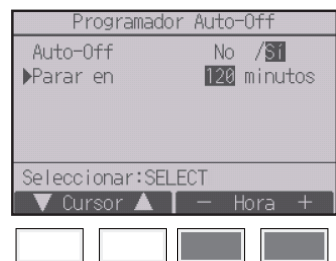 Programador Auto-Off
Auto-Off No /Sí
▶Parar en 120 minutos
Seleccionar:SELECT
▼ Cursor ▲ − Hora +